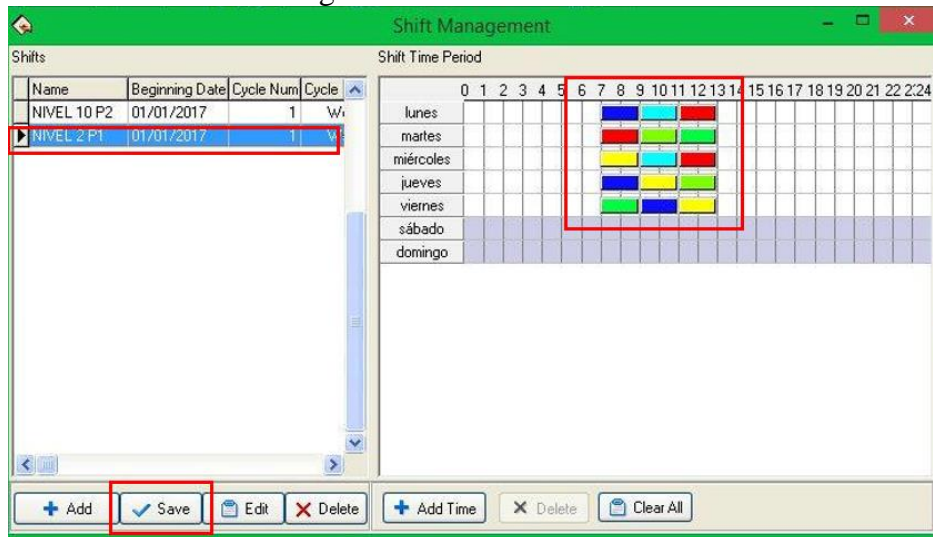 Shift Management
Shifts
Shift Time Period
Name Beginning Date Cycle Num Cycle
NIVEL 10 P2 01/01/2017 1
NIVEL 2 P1 01/01/2017 1
0 1 2 3 4 5 6 7 8 9 10 11 12 13 14 15 16 17 18 19 20 21 22 2:24
lunes
martes
miércoles
jueves
viernes
sábado
domingo
Add Save Edit Delete
Add Time Delete Clear All